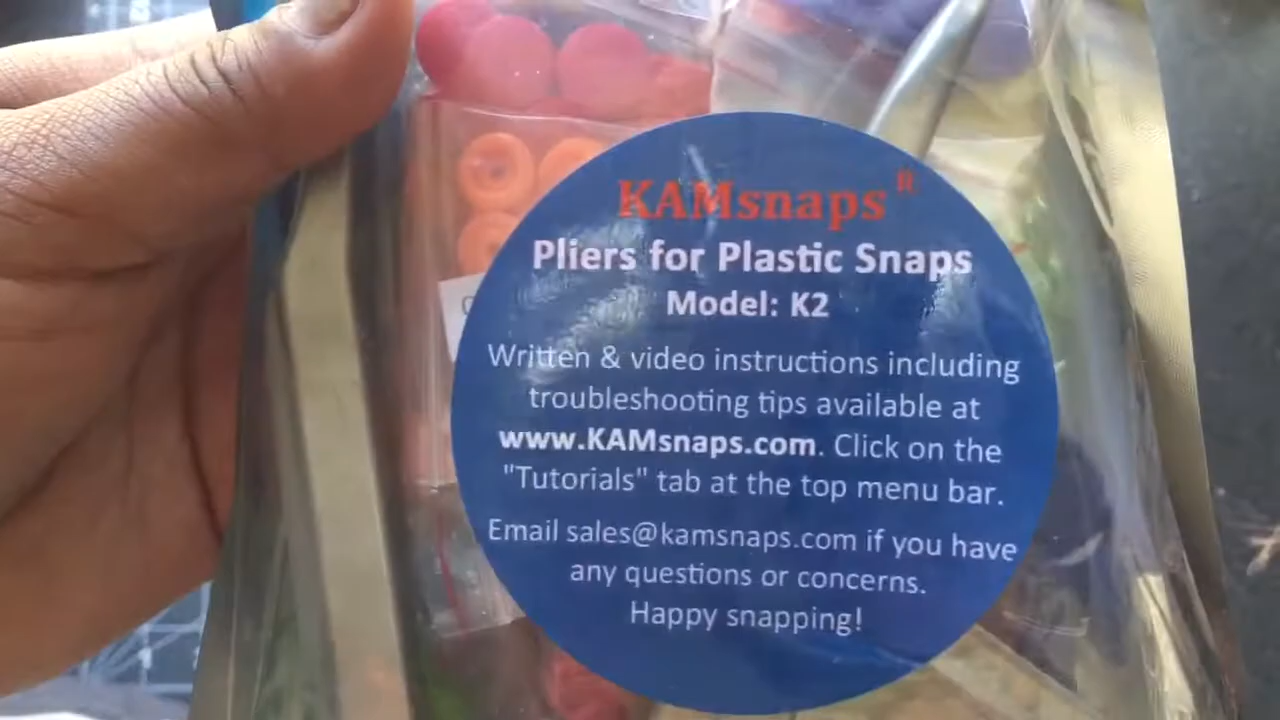 KAMsnaps R
Pliers for Plastic Snaps
Model: K2
Written & video instructions including
troubleshooting tips available at
www.KAMsnaps.com. Click on the
"Tutorials" tab at the top menu bar.
Email sales@kamsnaps.com if you have
any questions or concerns.
Happy snapping!